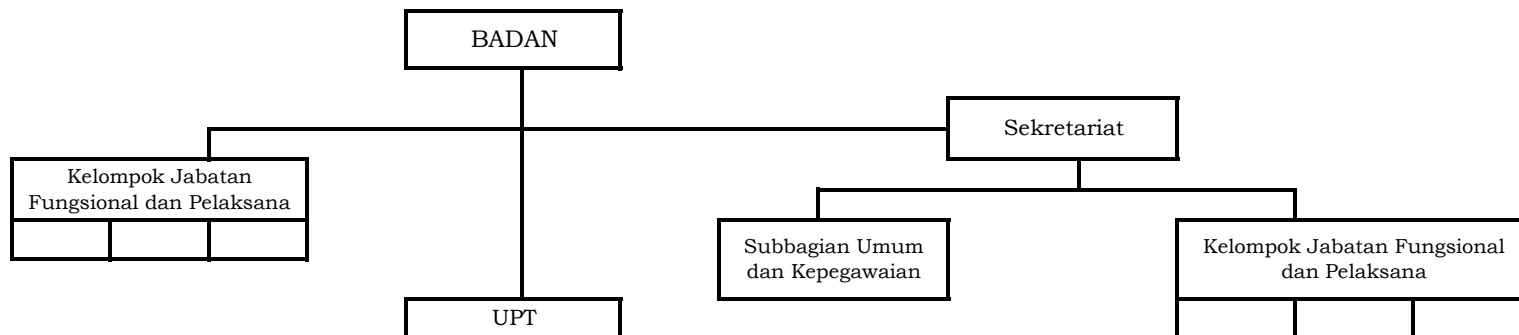 BADAN
Sekretariat
Kelompok Jabatan
Fungsional dan Pelaksana
Subbagian Umum
dan Kepegawaian
Kelompok Jabatan Fungsional
dan Pelaksana
UPT